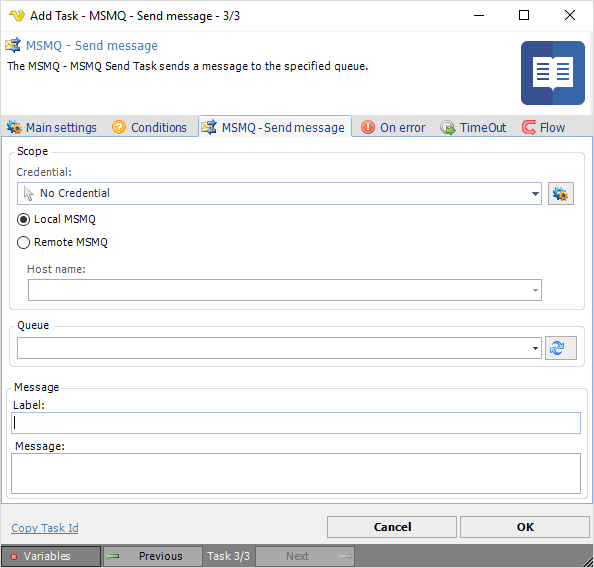 Add Task - MSMQ - Send message - 3/3
MSMQ - Send message
The MSMQ - MSMQ Send Task sends a message to the specified queue.
Main settings Conditions MSMQ - Send message On error TimeOut Flow
Scope
Credential:
No Credential
Local MSMQ
Remote MSMQ
Host name:
Queue
Message
Label:
Message:
Copy Task Id Cancel OK
Variables Previous Task 3/3 Next